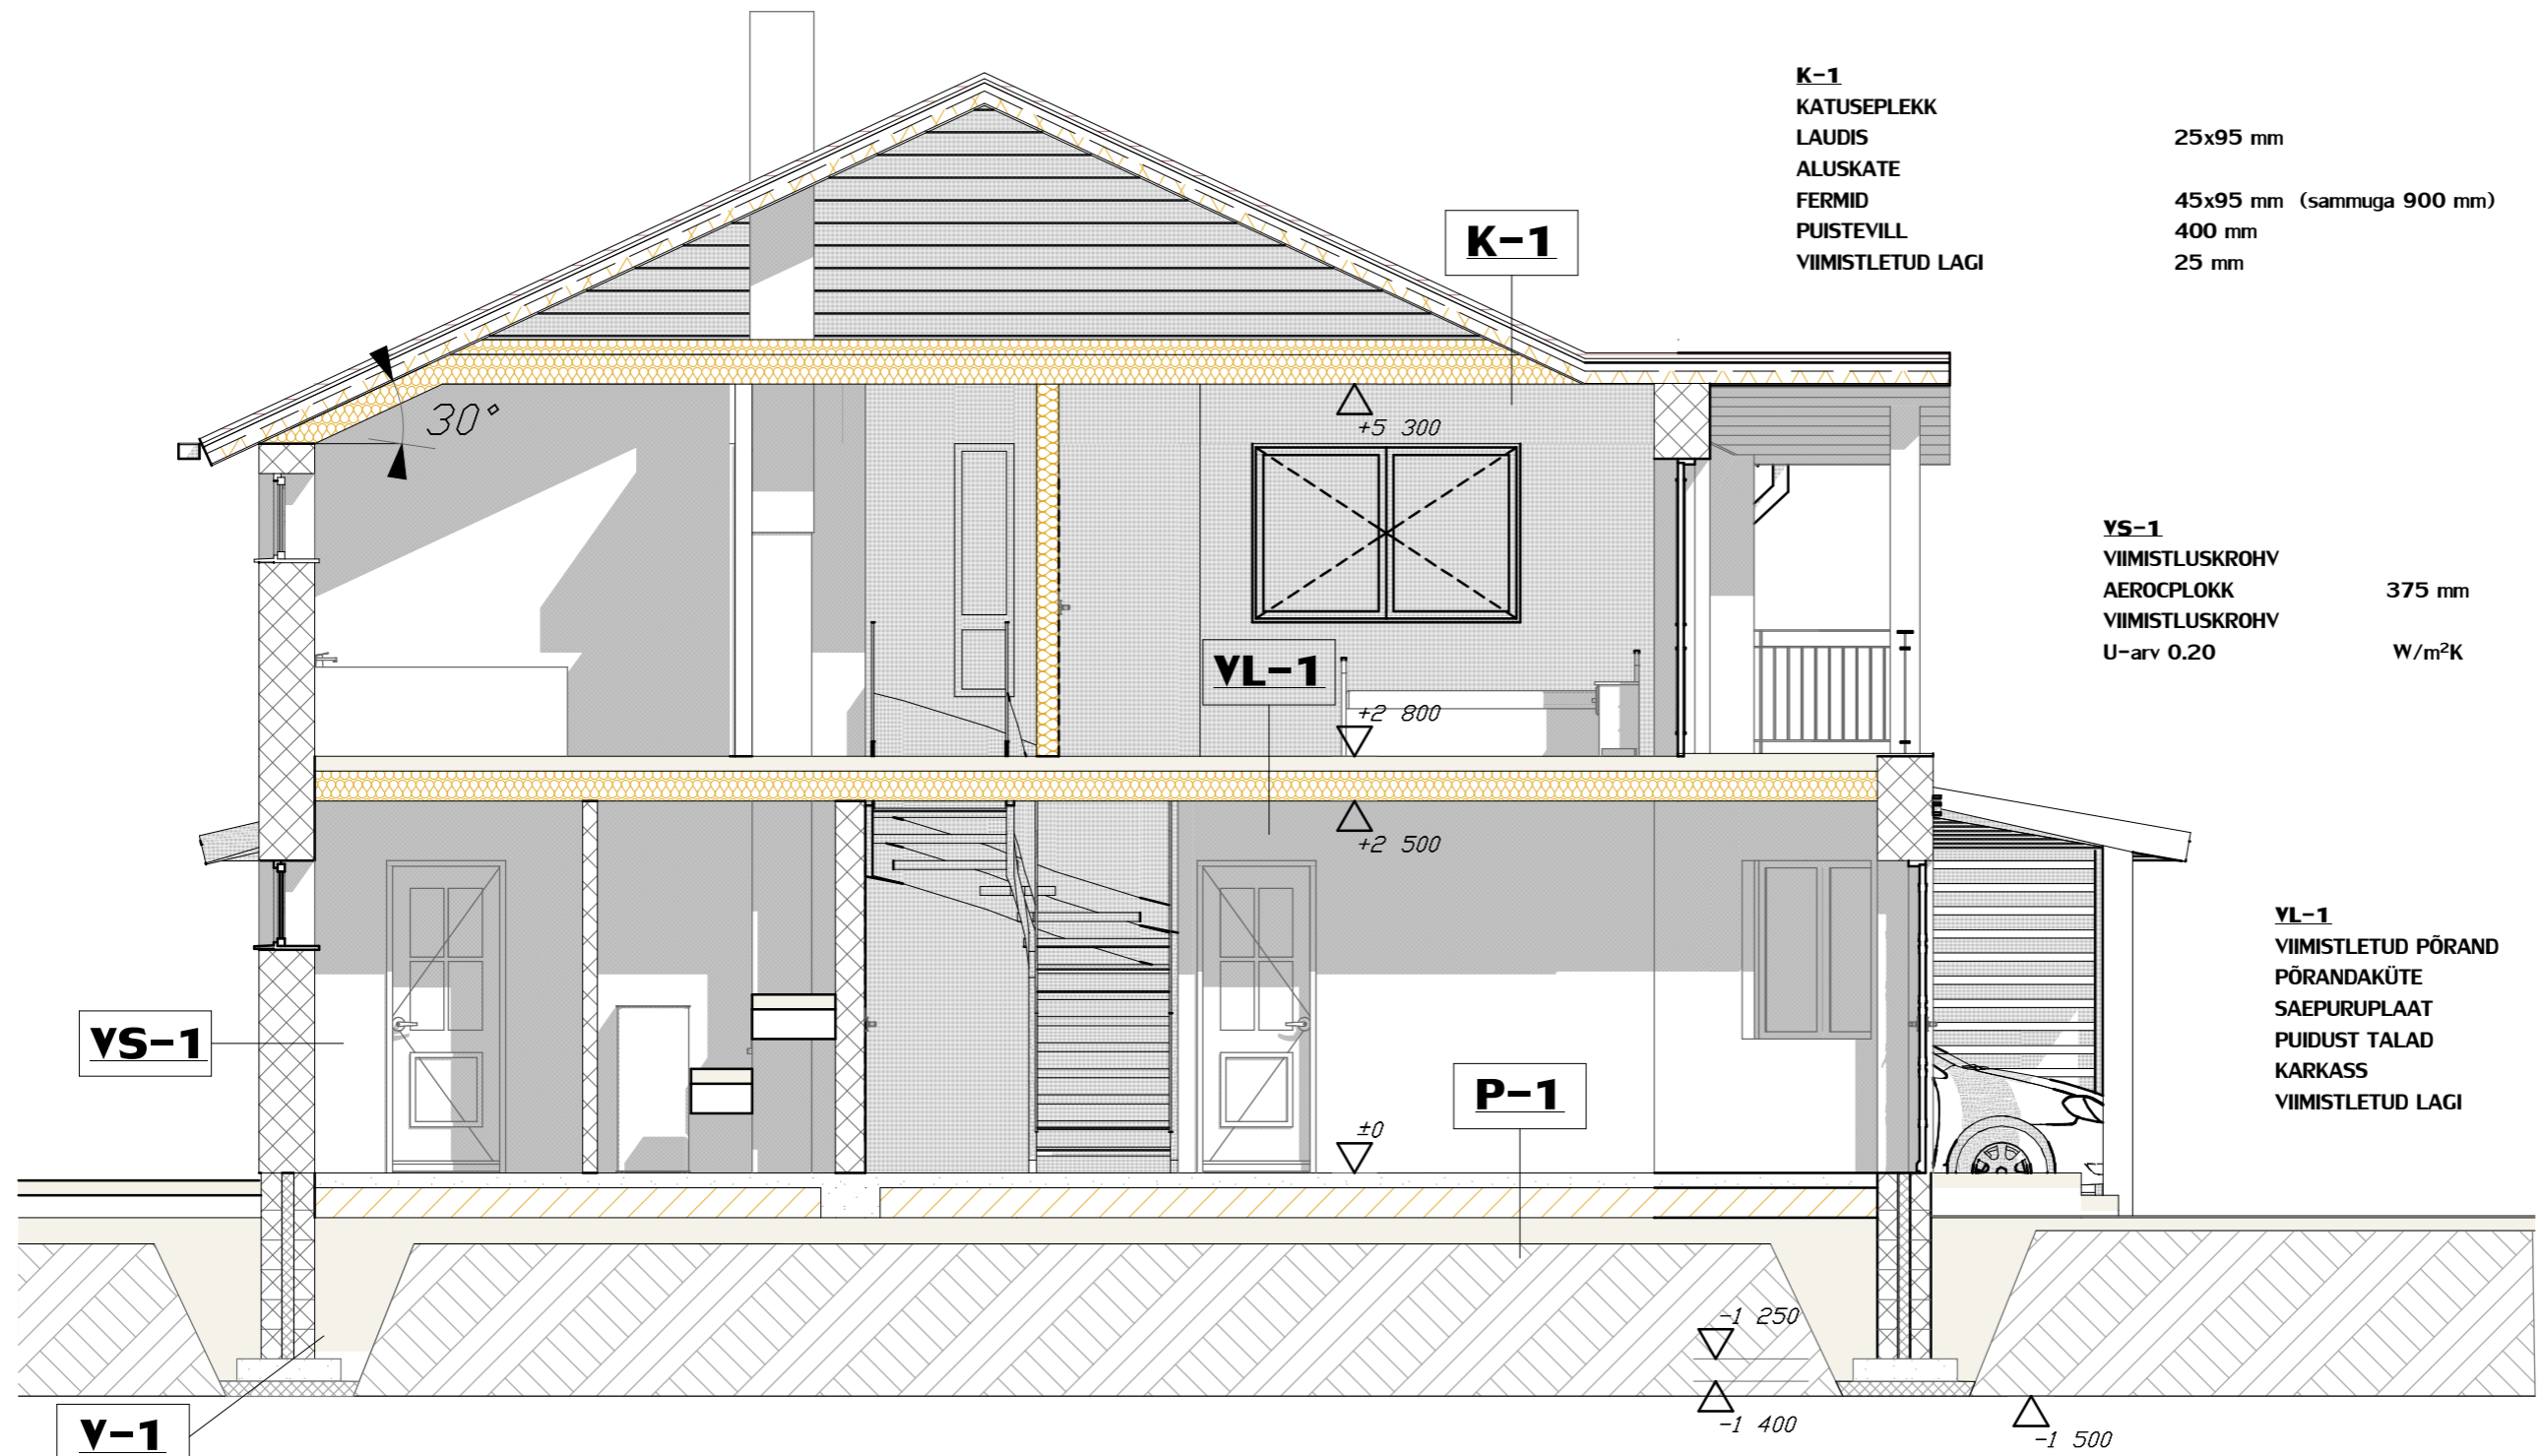 K-1
KATUSEPLEKK
LAUDIS 25x95 mm
ALUSKATE
FERMID 45x95 mm (sammuga 900 mm)
PUISTEVILL 400 mm
VIIMISTLETUD LAGI 25 mm
K-1
30°
+5 300
VS-1
VIIMISTLUSKROHV
AEROCPLOKK 375 mm
VIIMISTLUSKROHV
U-arv 0.20 W/m²K
VL-1
+2 800
+2 500
VL-1
VIIMISTLETUD PÕRAND
PÕRANDAKÜTE
SAEPURUPLAAT
PUIDUST TALAD
KARKASS
VIIMISTLETUD LAGI
VS-1
P-1
±0
-1 250
-1 400
-1 500
V-1